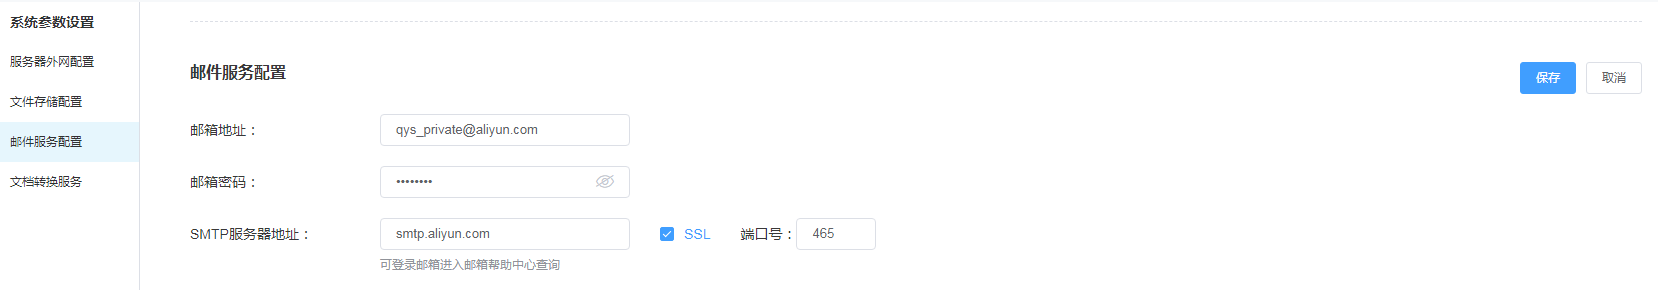 系统参数设置
服务器外网配置
文件存储配置
邮件服务配置
文档转换服务
邮件服务配置
保存 取消
邮箱地址： qys_private@aliyun.com
邮箱密码： ••••••••
SMTP服务器地址： smtp.aliyun.com SSL 端口号： 465
可登录邮箱进入邮箱帮助中心查询